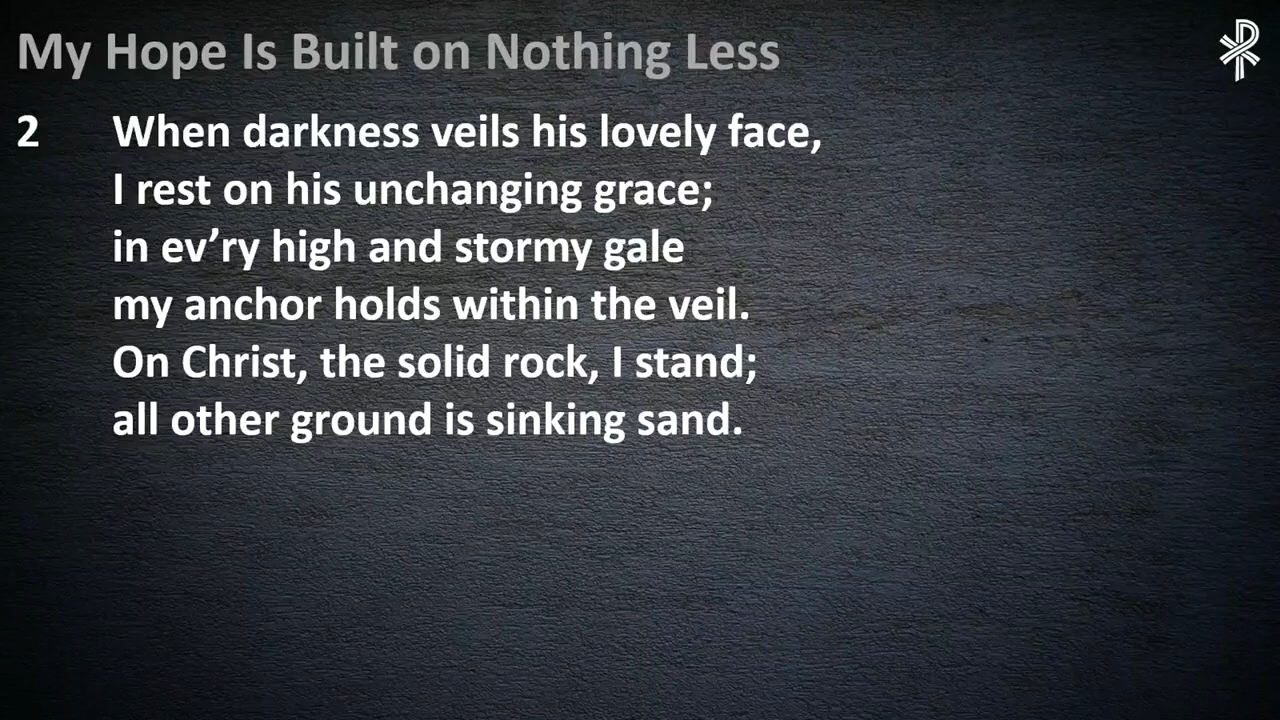 My Hope Is Built on Nothing Less
2 When darkness veils his lovely face,
I rest on his unchanging grace;
in ev’ry high and stormy gale
my anchor holds within the veil.
On Christ, the solid rock, I stand;
all other ground is sinking sand.